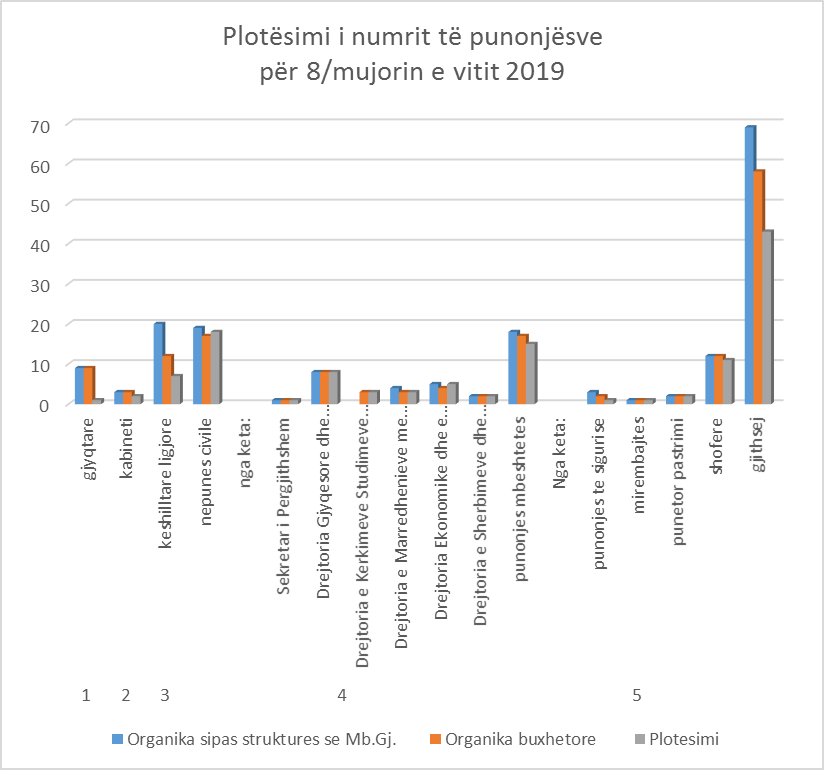 Plotësimi i numrit të punonjësve
për 8/mujorin e vitit 2019
70
60
50
40
30
20
10
0
gjyqtare
kabineti
keshilltare ligjore
nepunes civile
nga keta:
Sekretar i Pergjithshem
Drejtoria Gjyqesore dhe...
Drejtoria e Kerkimeve Studimeve...
Drejtoria e Marredhenieve me...
Drejtoria Ekonomike dhe e...
Drejtoria e Sherbimeve dhe...
punonjes mbeshtetes
Nga keta:
punonjes te sigurise
mirembajtes
punetor pastrimi
shofere
gjithsej
1 2 3 4 5
Organika sipas struktures se Mb.Gj. Organika buxhetore Plotesimi